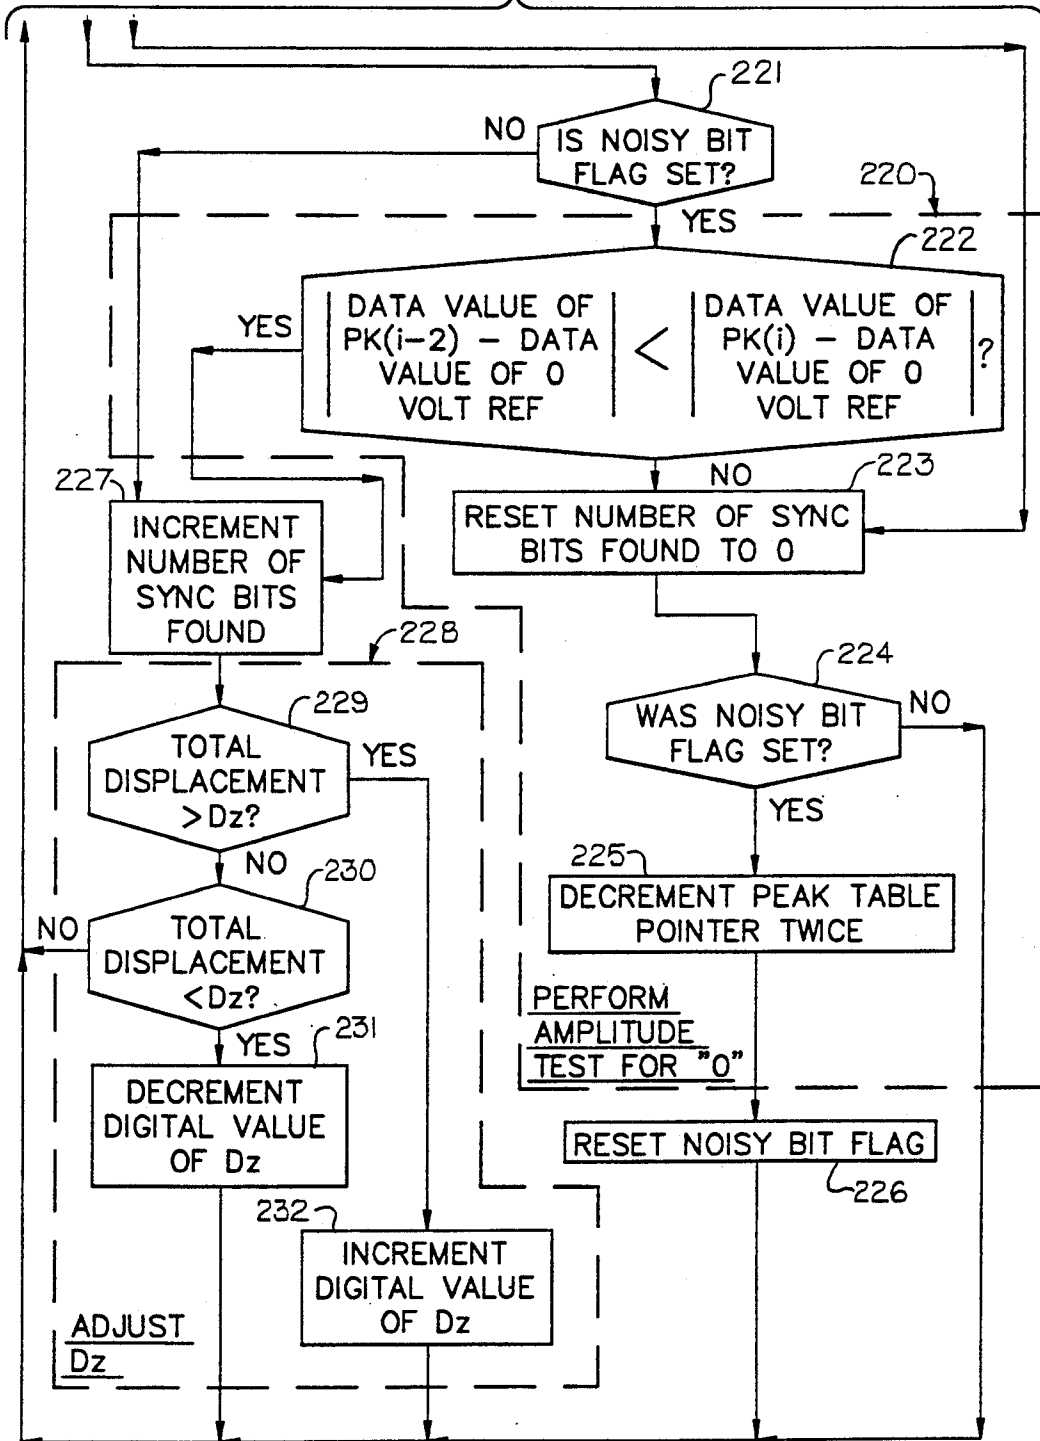 221
NO
IS NOISY BIT
FLAG SET?
220
YES
222
YES
DATA VALUE OF
PK(i-2) - DATA
VALUE OF 0
VOLT REF
<
DATA VALUE OF
PK(i) - DATA
VALUE OF 0
VOLT REF
?
NO
223
RESET NUMBER OF SYNC
BITS FOUND TO 0
227
INCREMENT
NUMBER OF
SYNC BITS
FOUND
228
224
WAS NOISY BIT
FLAG SET?
NO
YES
229
TOTAL
DISPLACEMENT
>Dz?
YES
NO
225
DECREMENT PEAK TABLE
POINTER TWICE
230
NO
TOTAL
DISPLACEMENT
<Dz?
YES
PERFORM
AMPLITUDE
TEST FOR "0"
231
DECREMENT
DIGITAL VALUE
OF Dz
RESET NOISY BIT FLAG
226
232
INCREMENT
DIGITAL VALUE
OF Dz
ADJUST
Dz